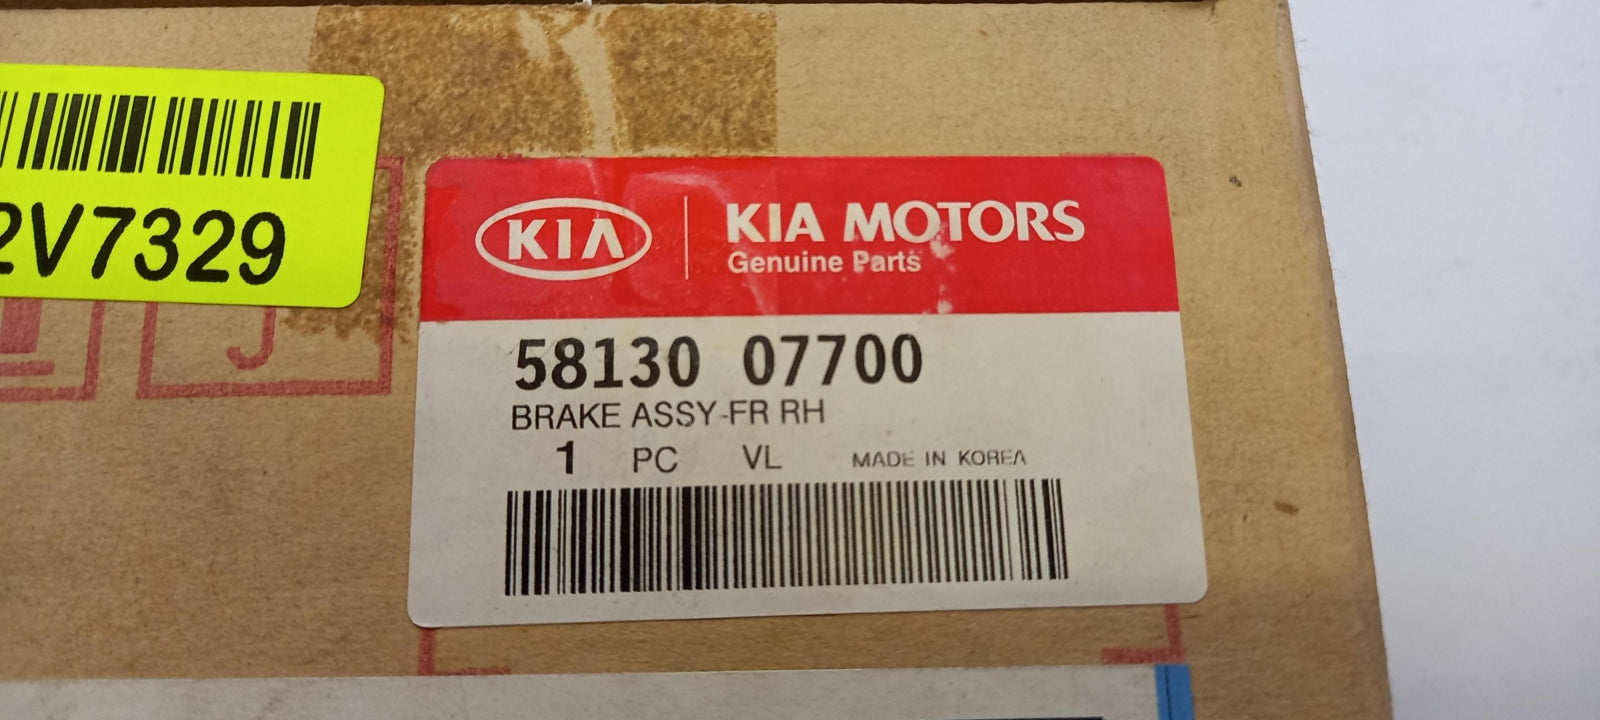 2V7329
J
KIA
KIA MOTORS
Genuine Parts
58130 07700
BRAKE ASSY-FR RH
1 PC VL MADE IN KOREA